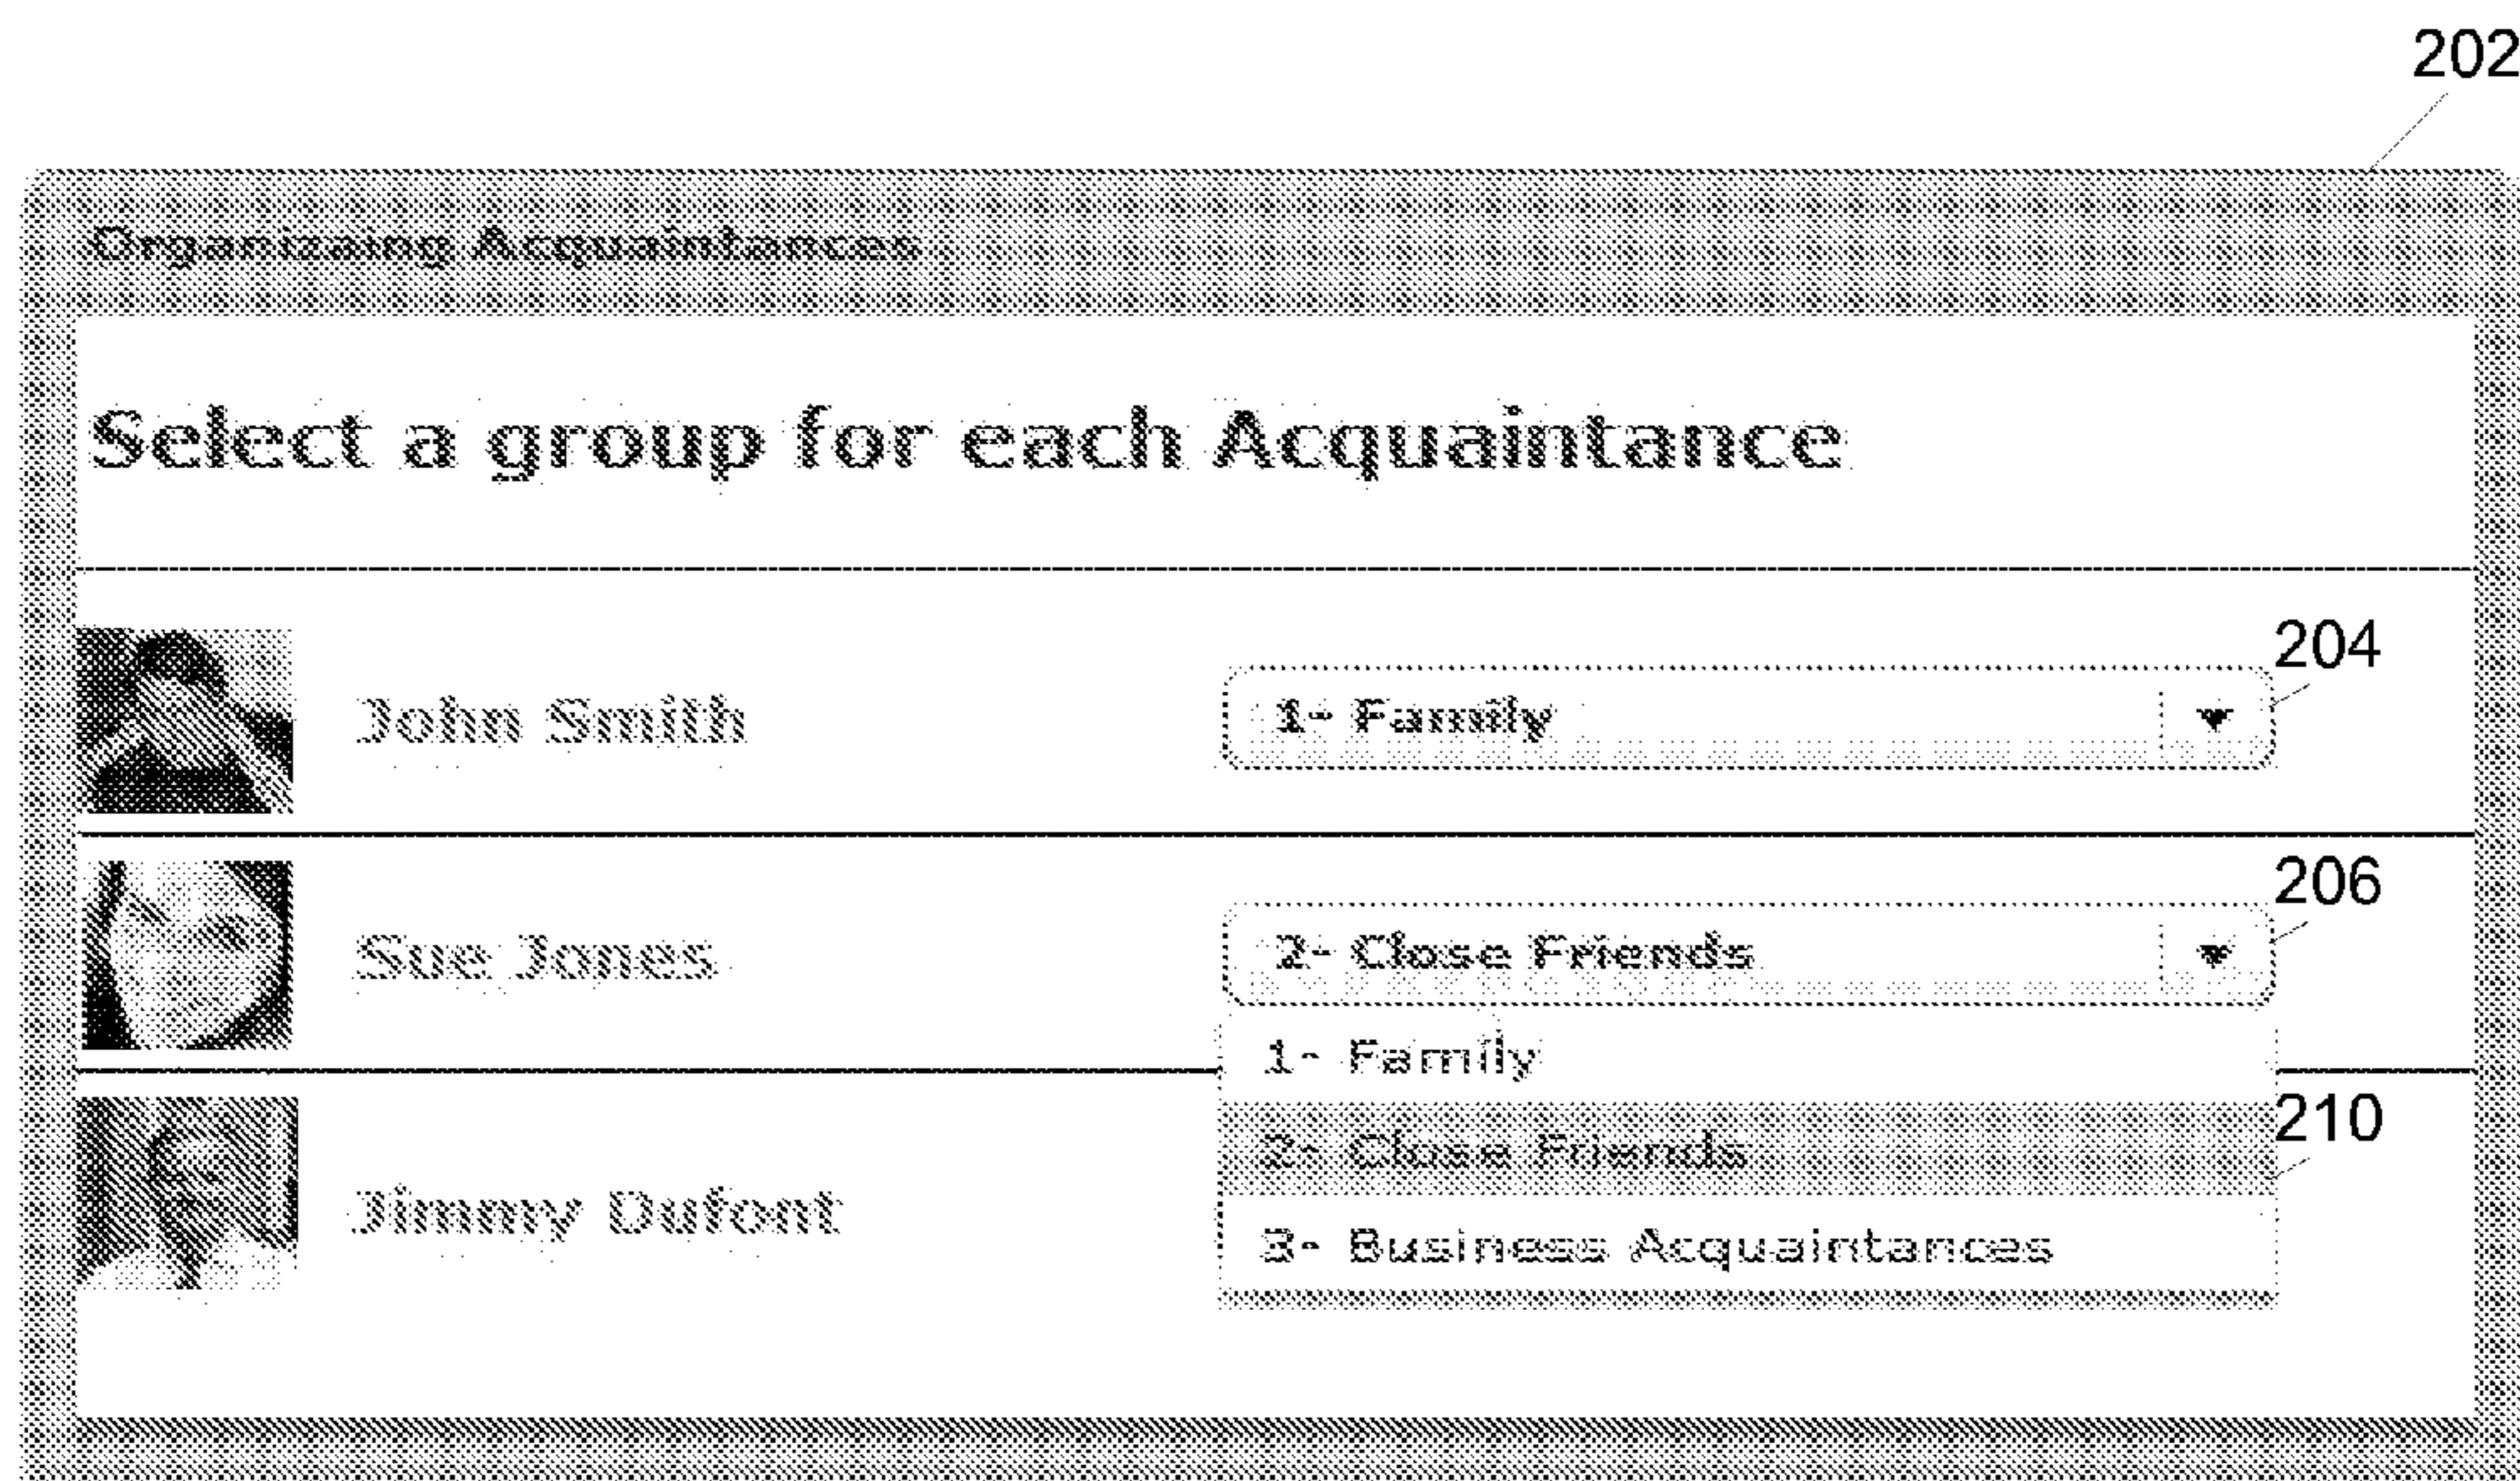 202
Organizaing Acquaintances
Select a group for each Acquaintance
204
John Smith
1- Family
206
Sue Jones
2- Close Friends
1- Family
210
2- Close Friends
Jimmy Dufont
3- Business Acquaintances